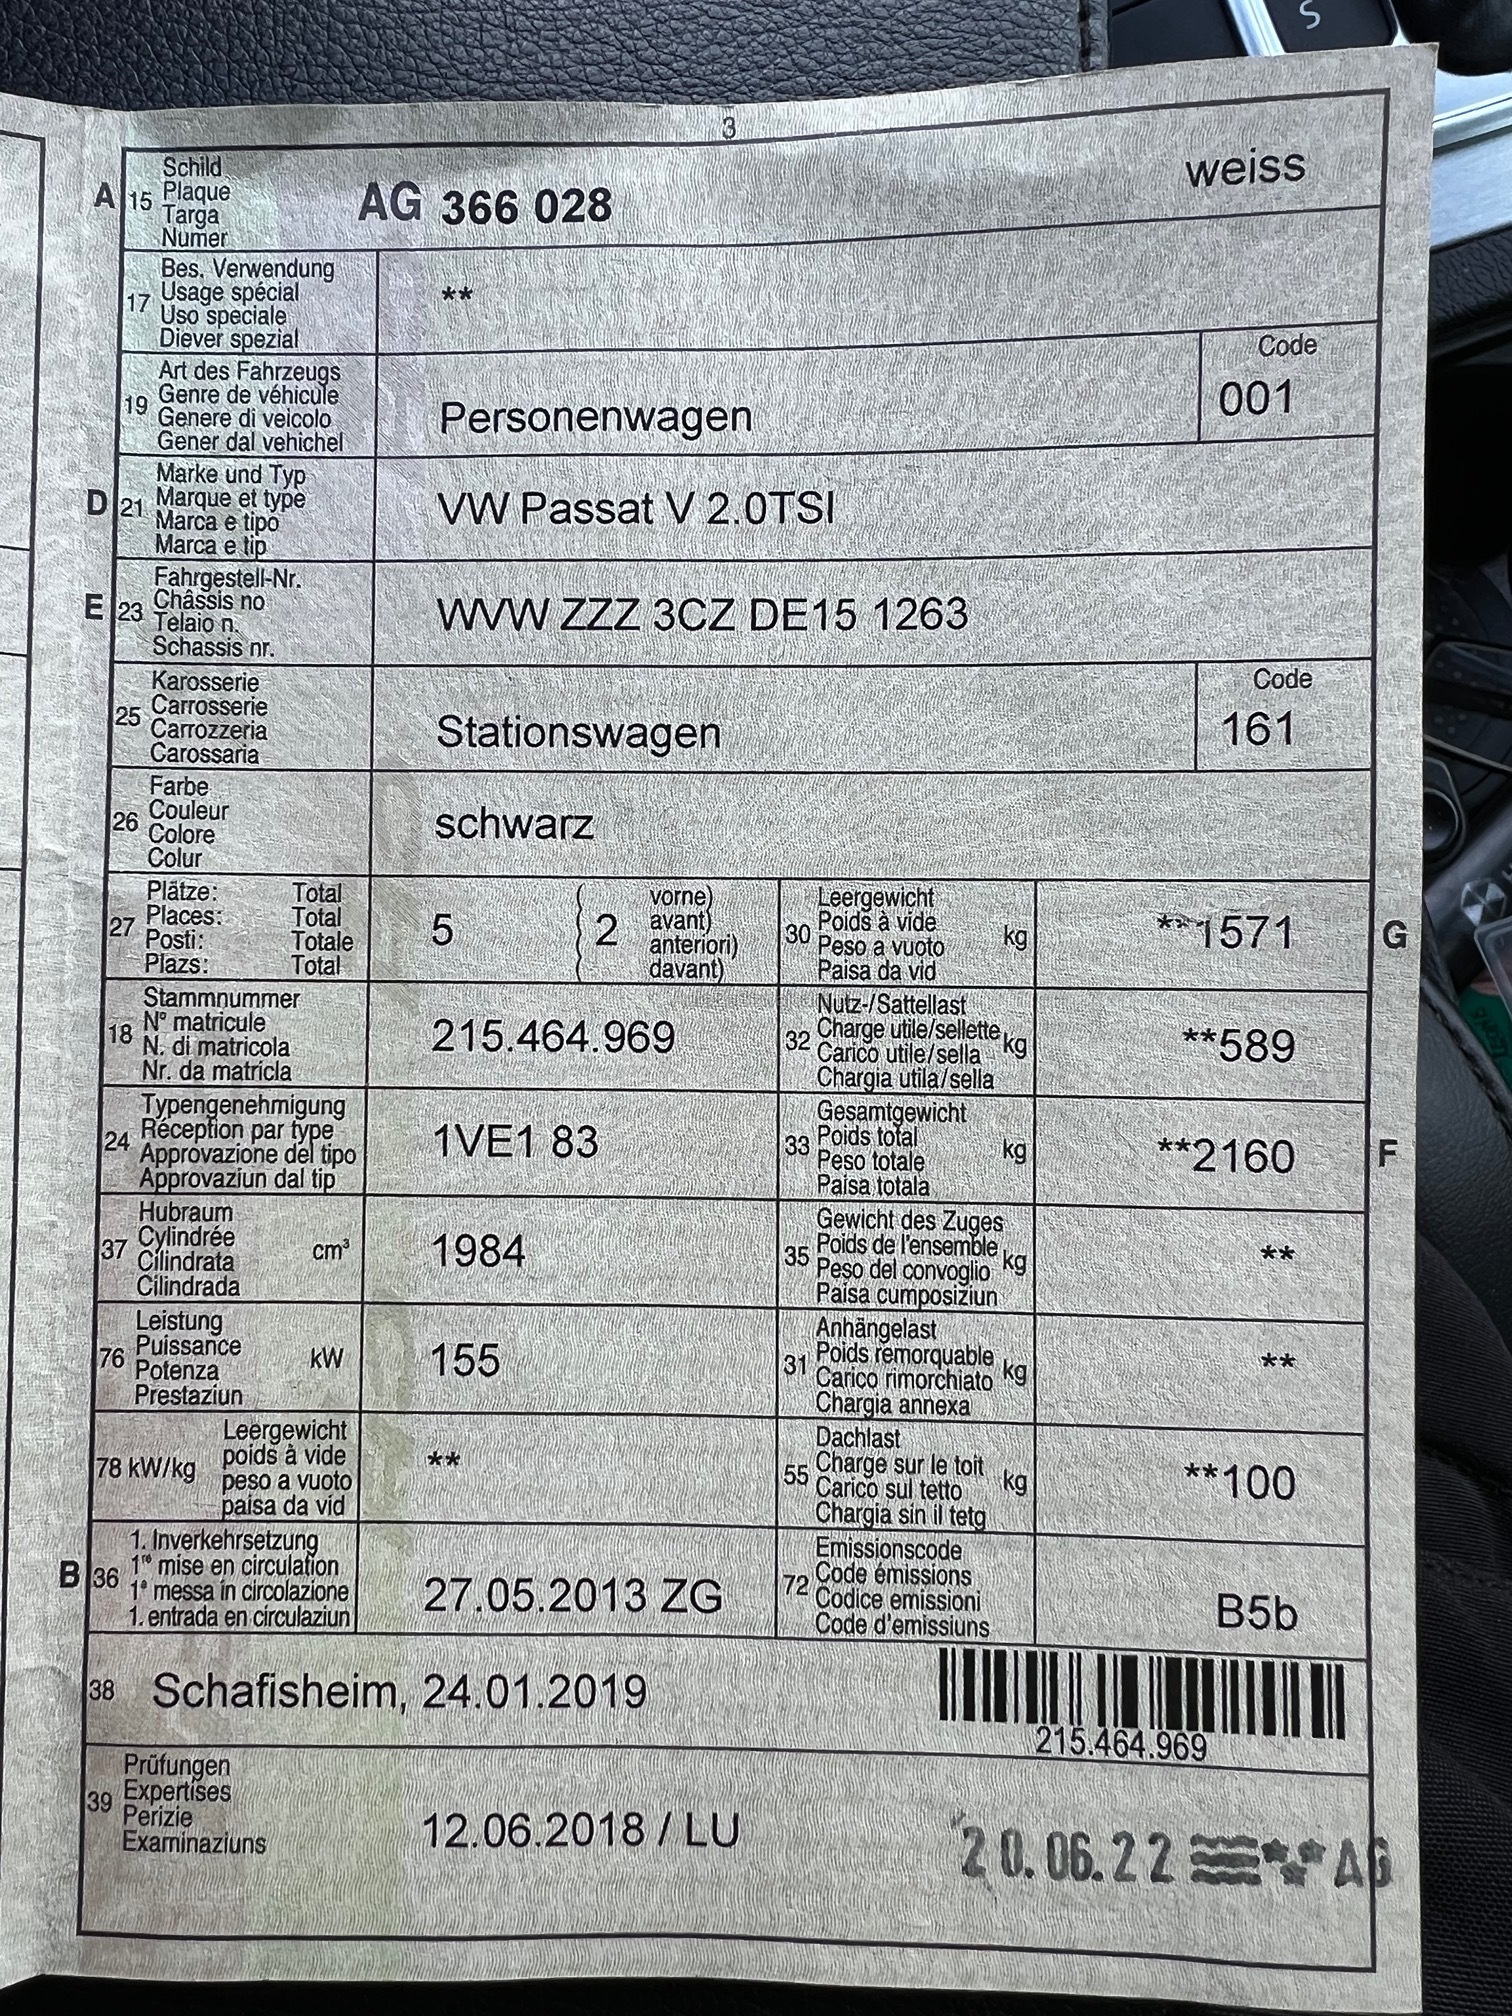 3
A 15 Schild
Plaque
Targa
Numer
AG 366 028
weiss
17 Bes. Verwendung
Usage spécial
Uso speciale
Diever spezial
**
19 Art des Fahrzeugs
Genre de véhicule
Genere di veicolo
Gener dal vehichel
Personenwagen
Code
001
D 21 Marke und Typ
Marque et type
Marca e tipo
Marca e tip
VW Passat V 2.0TSI
E 23 Fahrgestell-Nr.
Châssis no
Telaio n.
Schassis nr.
WVW ZZZ 3CZ DE15 1263
25 Karosserie
Carrosserie
Carrozzeria
Carossaria
Stationswagen
Code
161
26 Farbe
Couleur
Colore
Colur
schwarz
27 Plätze: Total
Places: Total
Posti: Totale
Plazs: Total
5
2
vorne)
avant)
anteriori)
davant)
30 Leergewicht
Poids à vide
Peso a vuoto
Paisa da vid
kg
**1571
G
18 Stammnummer
N° matricule
N. di matricola
Nr. da matricla
215.464.969
32 Nutz-/Sattellast
Charge utile/sellette
Carico utile/sella
Chargia utila/sella
kg
**589
24 Typengenehmigung
Réception par type
Approvazione del tipo
Approvaziun dal tip
1VE1 83
33 Gesamtgewicht
Poids total
Peso totale
Paisa totala
kg
**2160
F
37 Hubraum
Cylindrée
Cilindrata
Cilindrada
cm³
1984
35 Gewicht des Zuges
Poids de l'ensemble
Peso del convoglio
Paisa cumposiziun
kg
**
76 Leistung
Puissance
Potenza
Prestaziun
kW
155
31 Anhängelast
Poids remorquable
Carico rimorchiato
Chargia annexa
kg
**
78 kW/kg
Leergewicht
poids à vide
peso a vuoto
paisa da vid
**
55 Dachlast
Charge sur le toit
Carico sul tetto
Chargia sin il tetg
kg
**100
B 36 1. Inverkehrsetzung
1re mise en circulation
1a messa in circolazione
1. entrada en circulaziun
27.05.2013 ZG
72 Emissionscode
Code émissions
Codice emissioni
Code d'emissiuns
B5b
38 Schafisheim, 24.01.2019
215.464.969
39 Prüfungen
Expertises
Perizie
Examinaziuns
12.06.2018 / LU
20.06.22 AG
S